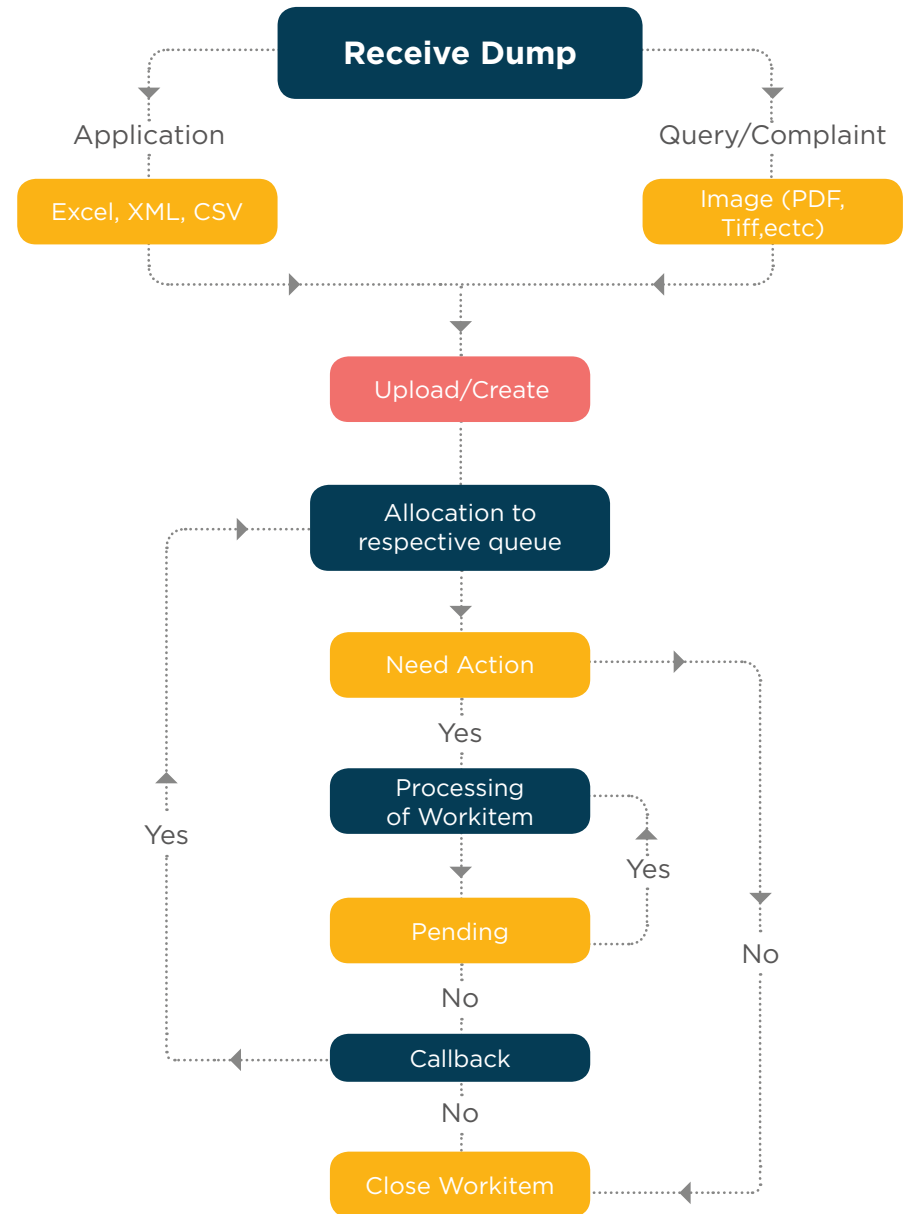 Receive Dump
Application
Query/Complaint
Excel, XML, CSV
Image (PDF,
Tiff,ectc)
Upload/Create
Allocation to
respective queue
Need Action
Yes
Processing
of Workitem
Yes
Yes
Pending
No
No
Callback
No
Close Workitem